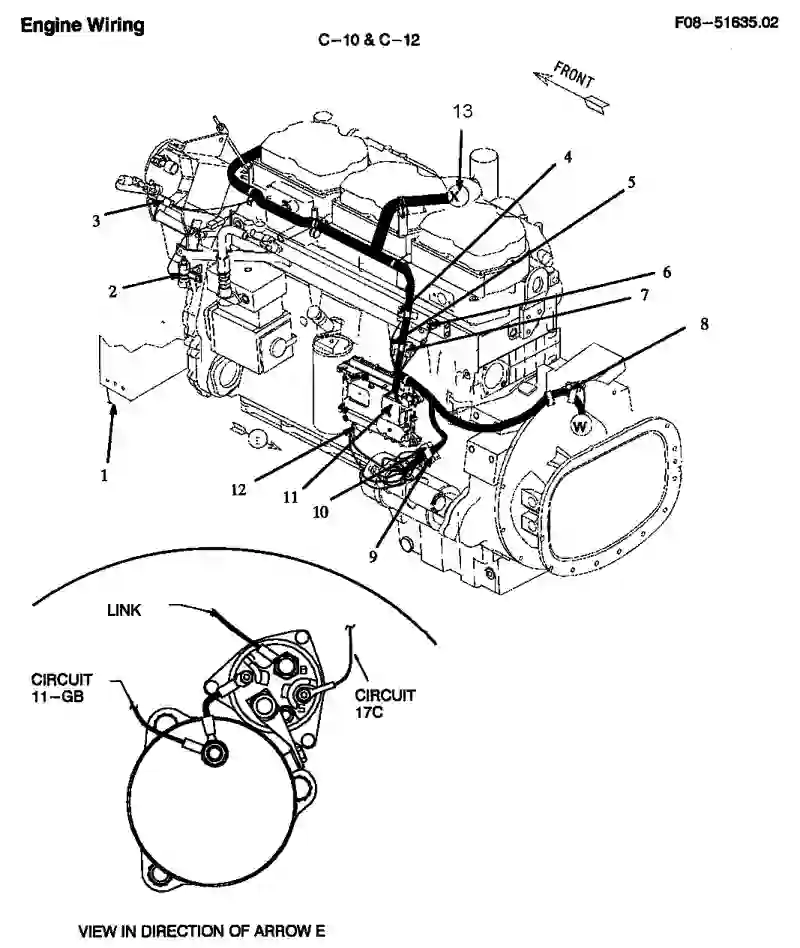 Engine Wiring
F08-51635.02
C-10 & C-12
FRONT
13
4
5
3
6
2
7
8
W
E
1
12
11
10
9
LINK
CIRCUIT
11-GB
CIRCUIT
17C
B
S
VIEW IN DIRECTION OF ARROW E